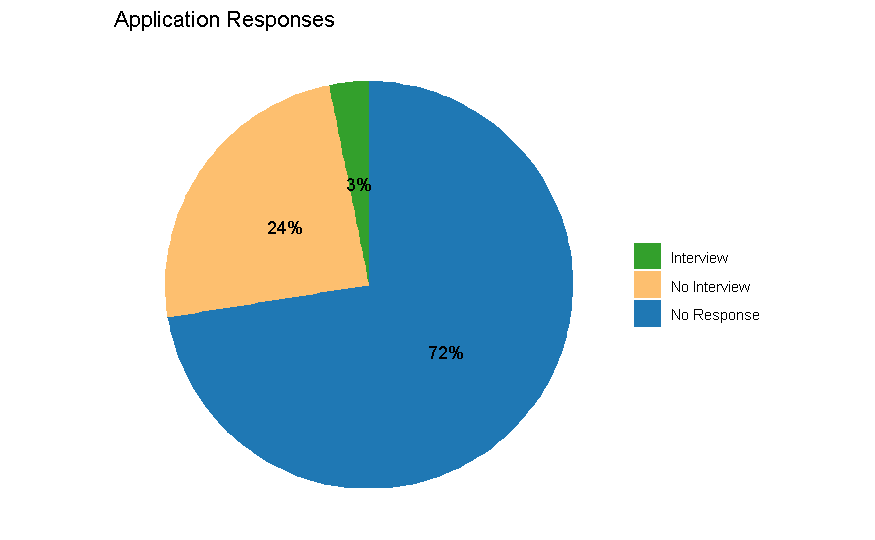 Application Responses
3%
24%
72%
Interview
No Interview
No Response